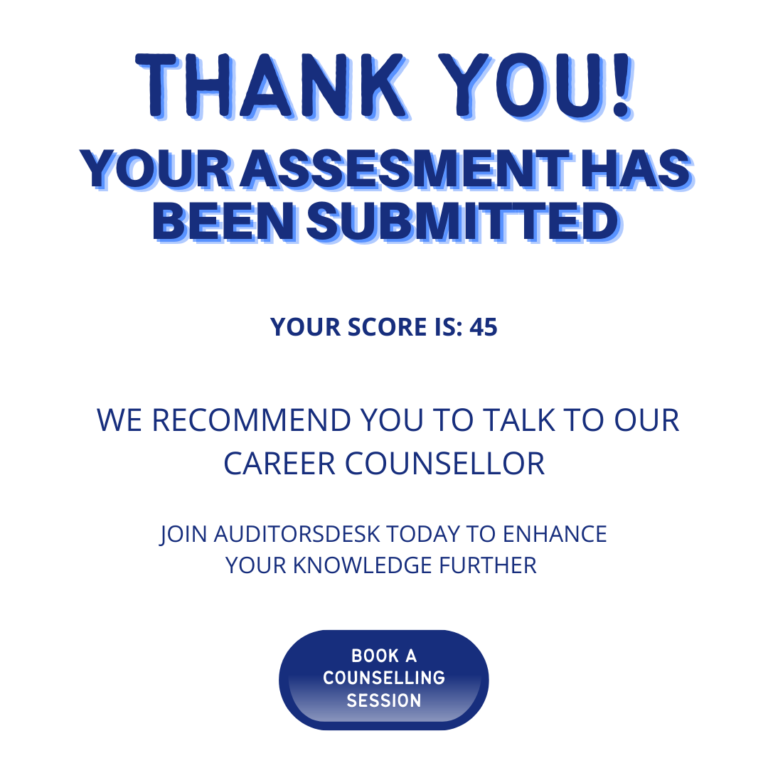 THANK YOU!
YOUR ASSESMENT HAS
BEEN SUBMITTED
YOUR SCORE IS: 45
WE RECOMMEND YOU TO TALK TO OUR
CAREER COUNSELLOR
JOIN AUDITORSDESK TODAY TO ENHANCE
YOUR KNOWLEDGE FURTHER
BOOK A
COUNSELLING
SESSION